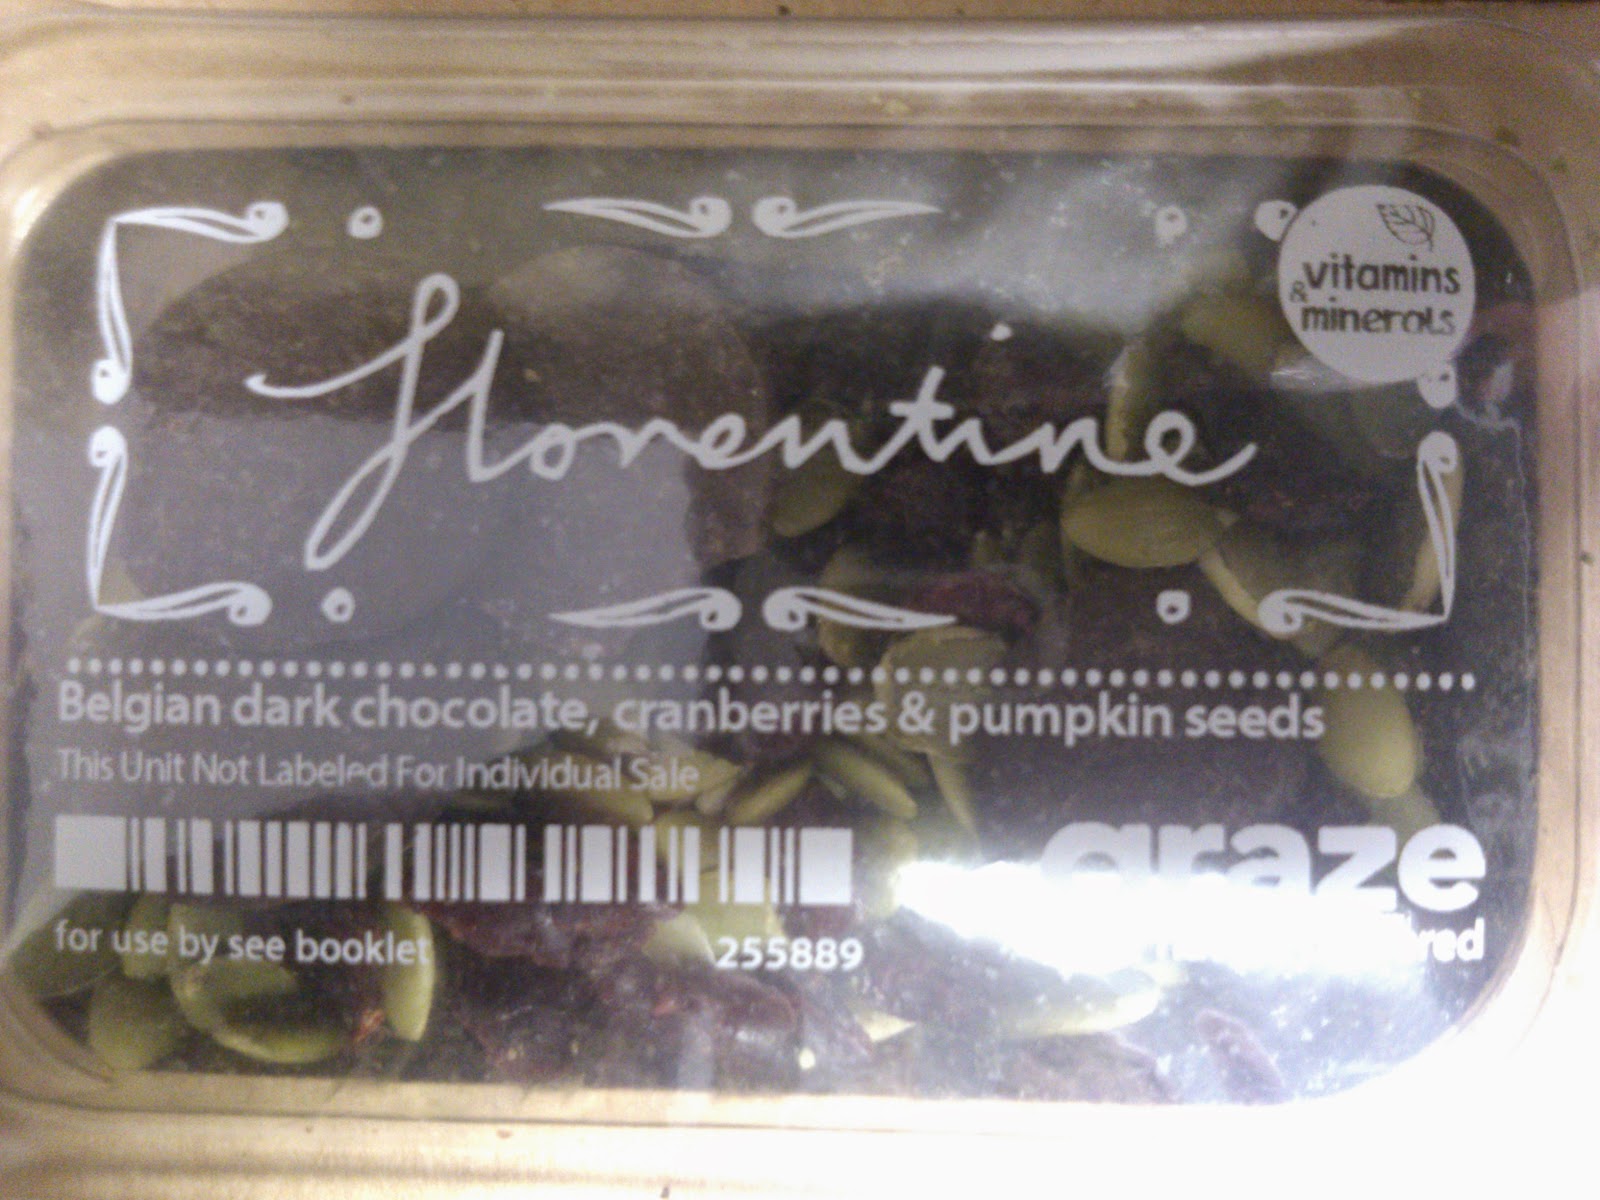 florentine
vitamins
& minerals
Belgian dark chocolate, cranberries & pumpkin seeds
This Unit Not Labeled For Individual Sale
graze
for use by see booklet
255889